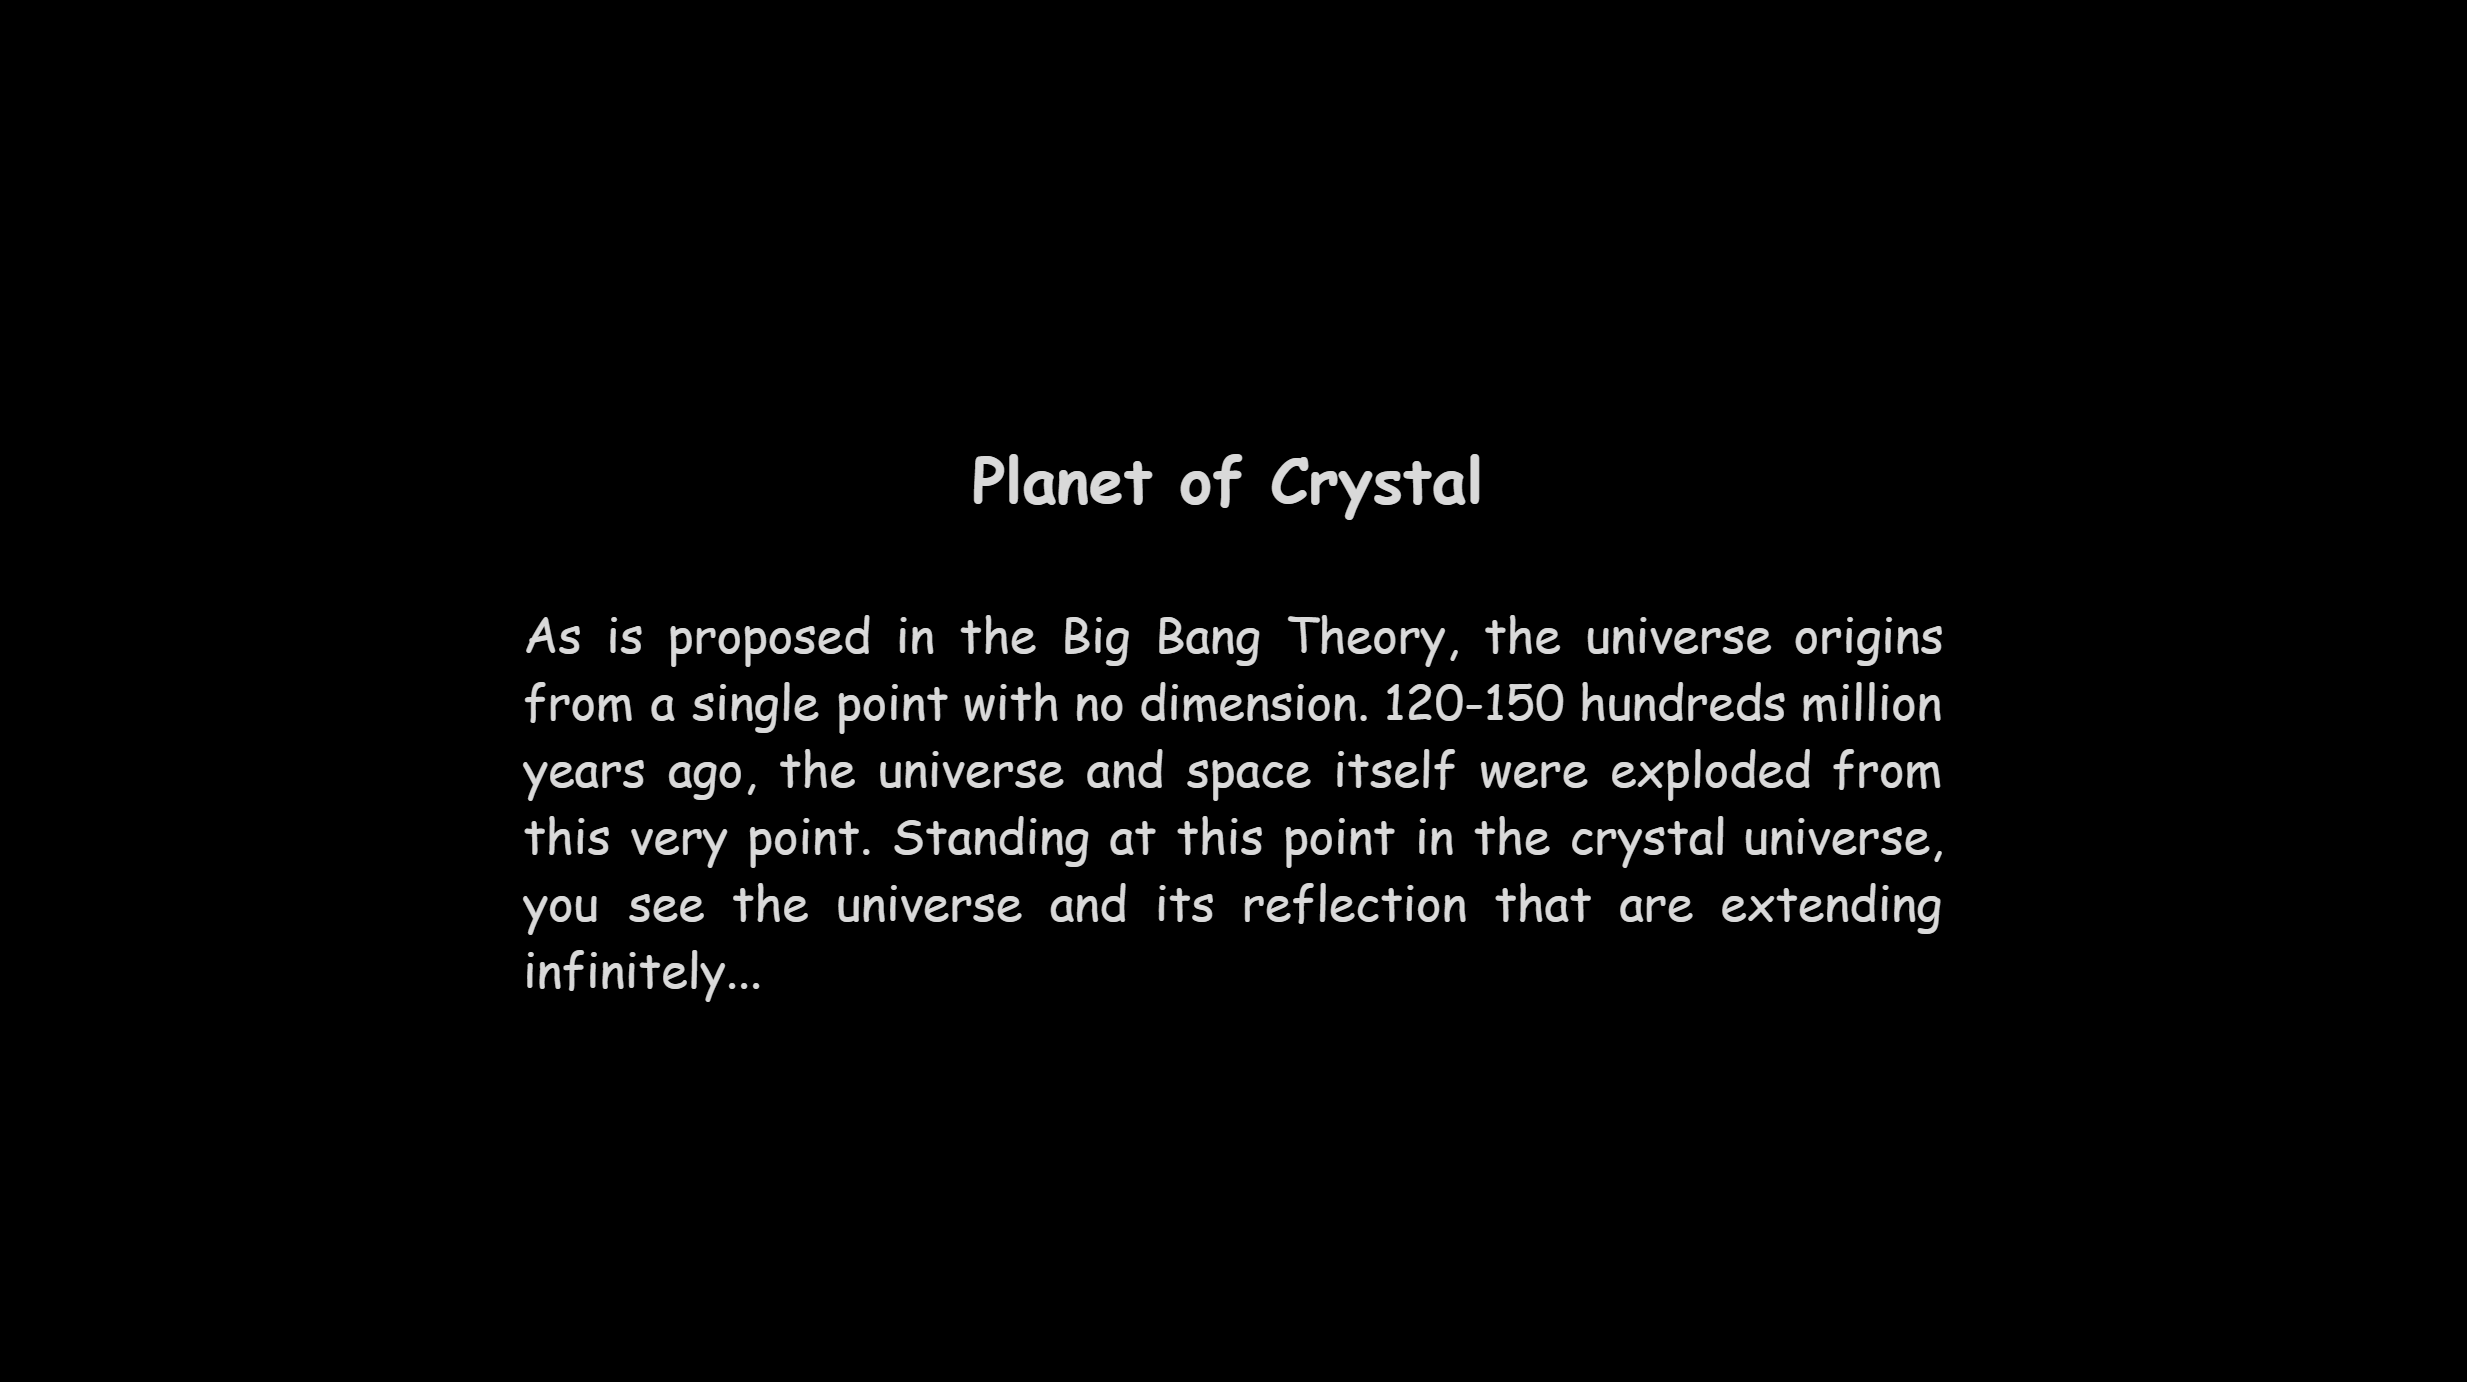 Planet of Crystal
As is proposed in the Big Bang Theory, the universe origins
from a single point with no dimension. 120-150 hundreds million
years ago, the universe and space itself were exploded from
this very point. Standing at this point in the crystal universe,
you see the universe and its reflection that are extending
infinitely...